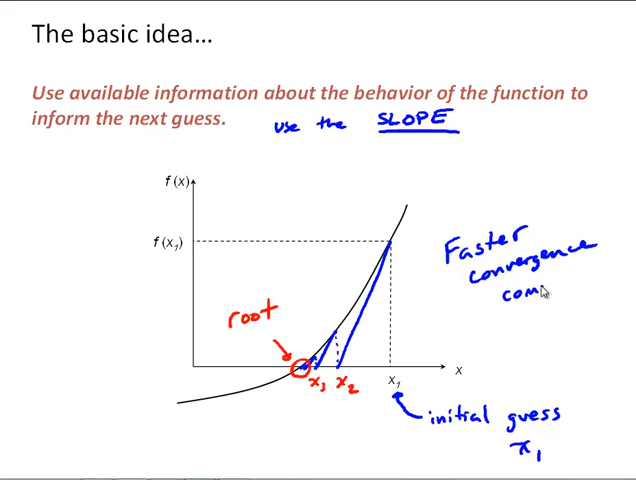 The basic idea…
Use available information about the behavior of the function to
inform the next guess.
use the SLOPE
f (x)
f (x₁)
Faster
convergence
com
root
x₃
x₂
x₁
x
initial guess
x₁